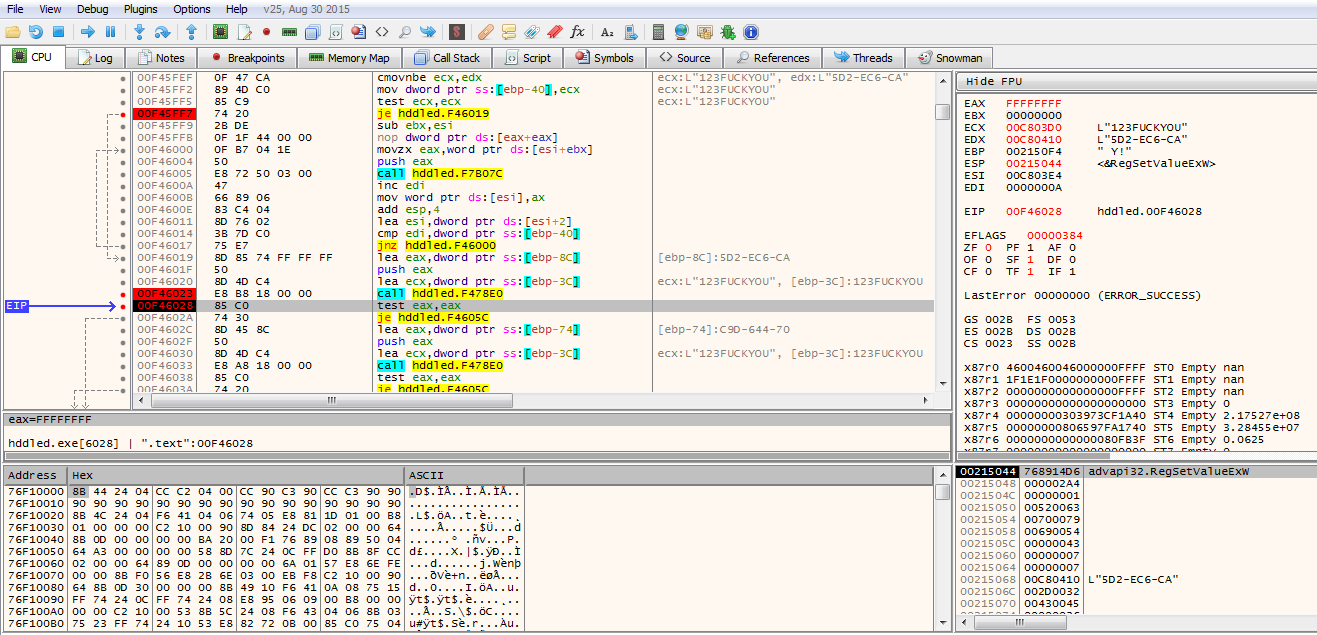 File View Debug Plugins Options Help v25, Aug 30 2015
CPU Log Notes Breakpoints Memory Map Call Stack Script Symbols Source References Threads Snowman
00F45FEF 0F 47 CA cmovnbe ecx,edx ecx:L"123FUCKYOU", edx:L"5D2-EC6-CA"
00F45FF2 89 4D C0 mov dword ptr ss:[ebp-40],ecx ecx:L"123FUCKYOU"
00F45FF5 85 C9 test ecx,ecx ecx:L"123FUCKYOU"
00F45FF7 74 20 je hddled.F46019
00F45FF9 2B DE sub ebx,esi
00F45FFB 0F 1F 44 00 00 nop dword ptr ds:[eax+eax]
00F46000 0F B7 04 1E movzx eax,word ptr ds:[esi+ebx]
00F46004 50 push eax
00F46005 E8 72 50 03 00 call hddled.F7B07C
00F4600A 47 inc edi
00F4600B 66 89 06 mov word ptr ds:[esi],ax
00F4600E 83 C4 04 add esp,4
00F46011 8D 76 02 lea esi,dword ptr ds:[esi+2]
00F46014 3B 7D C0 cmp edi,dword ptr ss:[ebp-40]
00F46017 75 E7 jnz hddled.F46000
00F46019 8D 85 74 FF FF FF lea eax,dword ptr ss:[ebp-8C] [ebp-8C]:5D2-EC6-CA
00F4601F 50 push eax
00F46020 8D 4D C4 lea ecx,dword ptr ss:[ebp-3C] ecx:L"123FUCKYOU", [ebp-3C]:123FUCKYOU
00F46023 E8 B8 18 00 00 call hddled.F478E0
EIP 00F46028 85 C0 test eax,eax
00F4602A 74 30 je hddled.F4605C
00F4602C 8D 45 8C lea eax,dword ptr ss:[ebp-74] [ebp-74]:C9D-644-70
00F4602F 50 push eax
00F46030 8D 4D C4 lea ecx,dword ptr ss:[ebp-3C] ecx:L"123FUCKYOU", [ebp-3C]:123FUCKYOU
00F46033 E8 A8 18 00 00 call hddled.F478E0
00F46038 85 C0 test eax,eax
00F4603A 74 20 je hddled.F4605C
Hide FPU
EAX FFFFFFFF
EBX 00000000
ECX 00C803D0 L"123FUCKYOU"
EDX 00C80410 L"5D2-EC6-CA"
EBP 002150F4 " Y!"
ESP 00215044 <&RegSetValueExW>
ESI 00C803E4
EDI 0000000A
EIP 00F46028 hddled.00F46028
EFLAGS 00000384
ZF 0 PF 1 AF 0
OF 0 SF 1 DF 0
CF 0 TF 1 IF 1
LastError 00000000 (ERROR_SUCCESS)
GS 002B FS 0053
ES 002B DS 002B
CS 0023 SS 002B
x87r0 460046004600000​0FFFF ST0 Empty nan
x87r1 1F1E1F0000000000FFFF ST1 Empty nan
x87r2 0000000000000000FFFF ST2 Empty nan
x87r3 00000000000000000000 ST3 Empty 0
x87r4 00000000303973CF1A40 ST4 Empty 2.17527e+08
x87r5 00000000806597FA1740 ST5 Empty 3.28455e+07
x87r6 0000000000000080FB3F ST6 Empty 0.0625
eax=FFFFFFFF
hddled.exe[6028] | ".text":00F46028
Address Hex ASCII
76F10000 8B 44 24 04 CC C2 04 00 CC 90 C3 90 CC C3 90 90 .D$.ÌÂ..Ì.Ã.ÌÃ..
76F10010 90 90 90 90 90 90 90 90 90 90 90 90 90 90 90 90 ................
76F10020 8B 4C 24 04 F6 41 04 06 74 05 E8 81 1D 01 00 B8 .L$.öA..t.è....¸
76F10030 01 00 00 00 C2 10 00 90 8D 84 24 DC 02 00 00 64 ....Â.....$Ü...d
76F10040 8B 0D 00 00 00 00 BA 20 00 F1 76 89 08 89 50 04 ......º .ñv...P.
76F10050 64 A3 00 00 00 00 58 8D 7C 24 0C FF D0 8B 8F CC d£....X.|$.ÿÐ..Ì
76F10060 02 00 00 64 89 0D 00 00 00 00 6A 01 57 E8 6E FE ...d......j.Wènþ
76F10070 00 00 8B F0 56 E8 2B 6E 03 00 EB F8 C2 10 00 90 ...ðVè+n..ëøÂ...
76F10080 64 8B 0D 30 00 00 00 8B 49 10 F6 41 0A 08 75 15 d..0....I.öA..u.
76F10090 FF 74 24 0C FF 74 24 08 E8 95 06 09 00 B8 00 00 ÿt$.ÿt$.è....¸..
76F100A0 00 00 C2 10 00 53 8B 5C 24 08 F6 43 04 06 8B 03 ..Â..S.\$.öC....
76F100B0 75 23 FF 74 24 10 53 E8 82 72 0B 00 85 C0 75 04 u#ÿt$.Sè.r...Àu.
00215044 768914D6 advapi32.RegSetValueExW
00215048 000002A4
0021504C 00000001
00215050 00520063
00215054 00700079
00215058 00690054
0021505C 00000043
00215060 00000007
00215064 00000007
00215068 00C80410 L"5D2-EC6-CA"
0021506C 002D0032
00215070 00430045